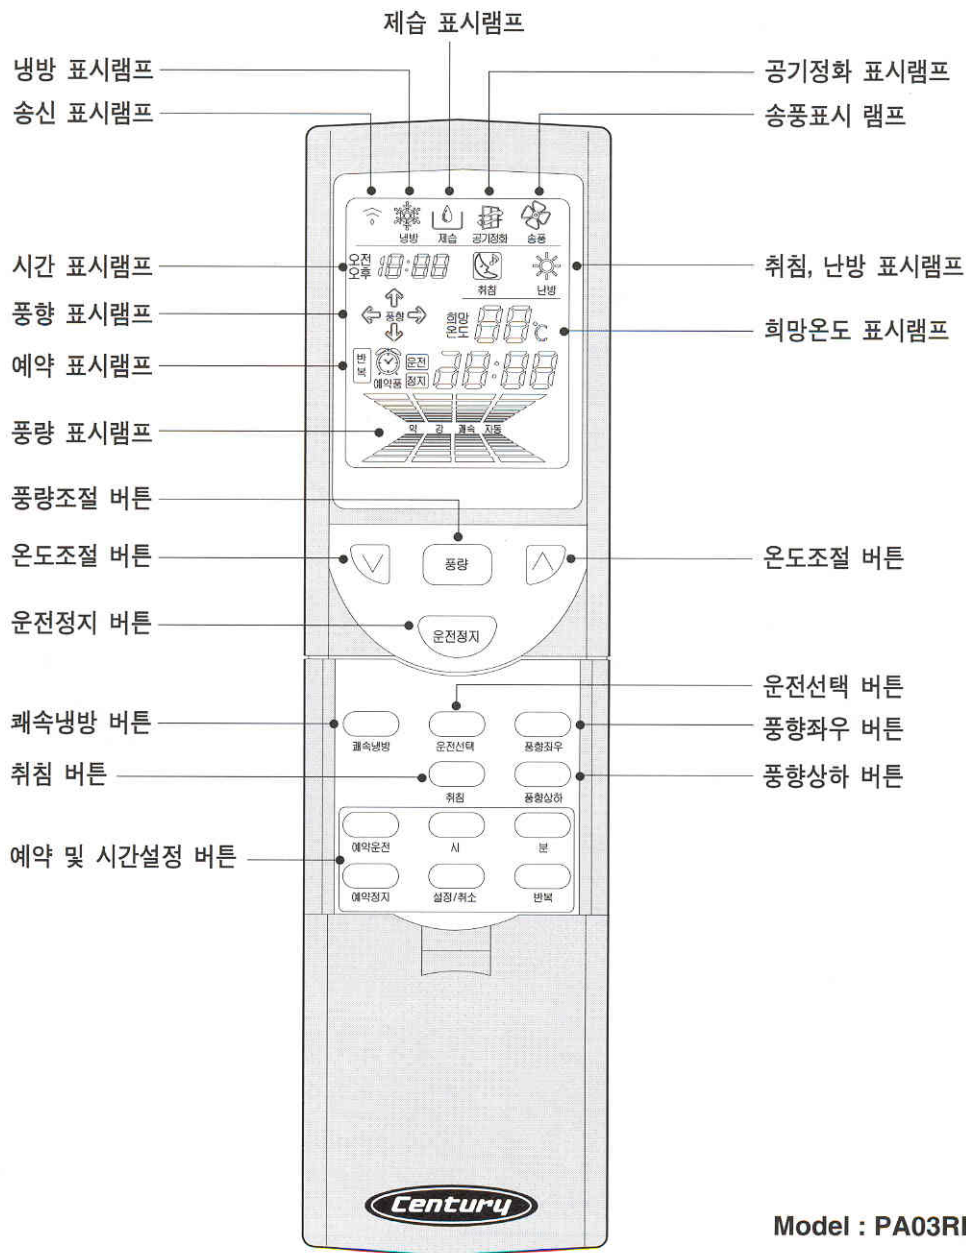 제습 표시램프
냉방 표시램프
공기정화 표시램프
송신 표시램프
송풍표시 램프
냉방 제습 공기정화 송풍
시간 표시램프
오전
오후
18:88
취침 난방
취침, 난방 표시램프
풍향 표시램프
풍향
희망
온도
88℃
희망온도 표시램프
예약 표시램프
반복
예약품
운전
정지
28:88
풍량 표시램프
약 강 쾌속 자동
풍량조절 버튼
온도조절 버튼
풍량
온도조절 버튼
운전정지 버튼
운전정지
운전선택 버튼
쾌속냉방 버튼
풍향좌우 버튼
쾌속냉방 운전선택 풍향좌우
취침 버튼
풍향상하 버튼
취침 풍향상하
예약운전 시 분
예약 및 시간설정 버튼
예약정지 설정/취소 반복
Century
Model : PA03RI